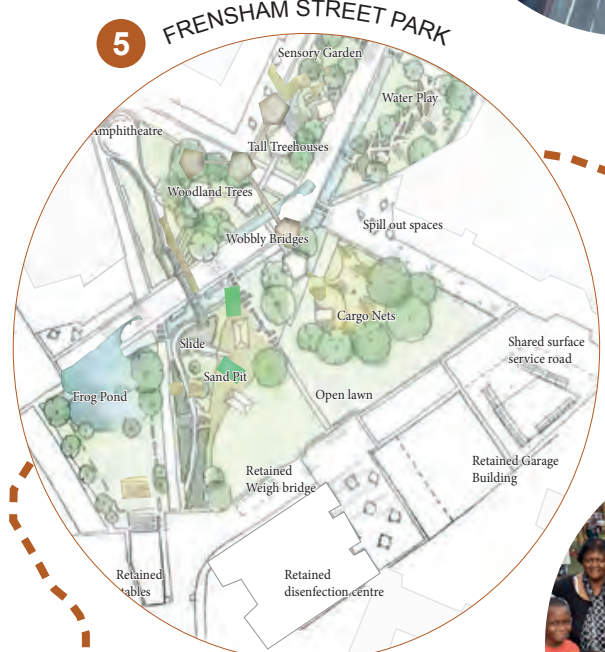 5
FRENSHAM STREET PARK
Sensory Garden
Water Play
Amphitheatre
Tall Treehouses
Woodland Trees
Spill out spaces
Wobbly Bridges
Cargo Nets
Slide
Shared surface
service road
Sand Pit
Frog Pond
Open lawn
Retained
Weigh bridge
Retained Garage
Building
Retained
Retained
disenfection centre